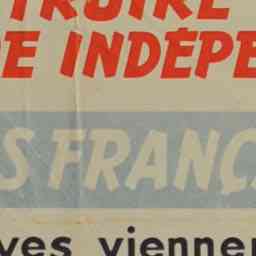 TRUIRE
E INDÉPE
S FRANÇ
ves vienne